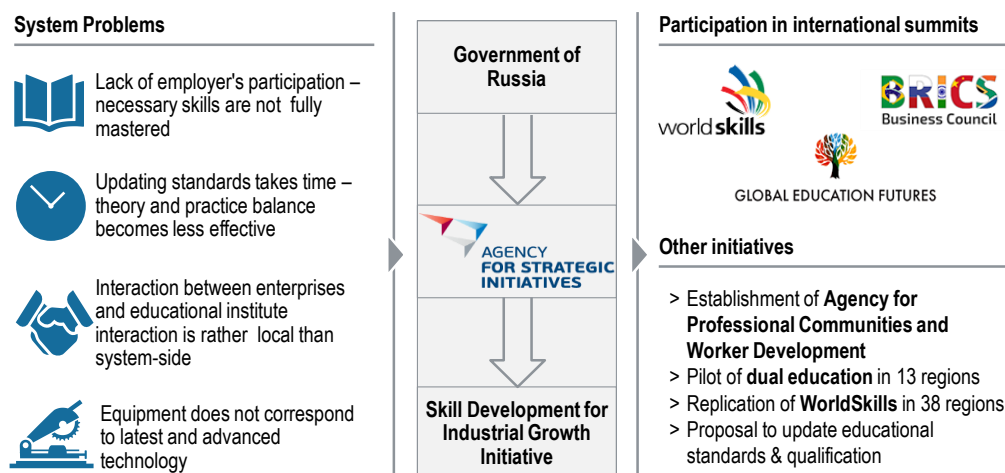 System Problems
Lack of employer's participation –
necessary skills are not fully
mastered
Updating standards takes time –
theory and practice balance
becomes less effective
Interaction between enterprises
and educational institute
interaction is rather local than
system-side
Equipment does not correspond
to latest and advanced
technology
Government of
Russia
AGENCY
FOR STRATEGIC
INITIATIVES
Skill Development for
Industrial Growth
Initiative
Participation in international summits
worldskills
BRICS
Business Council
GLOBAL EDUCATION FUTURES
Other initiatives
> Establishment of Agency for
Professional Communities and
Worker Development
> Pilot of dual education in 13 regions
> Replication of WorldSkills in 38 regions
> Proposal to update educational
standards & qualification